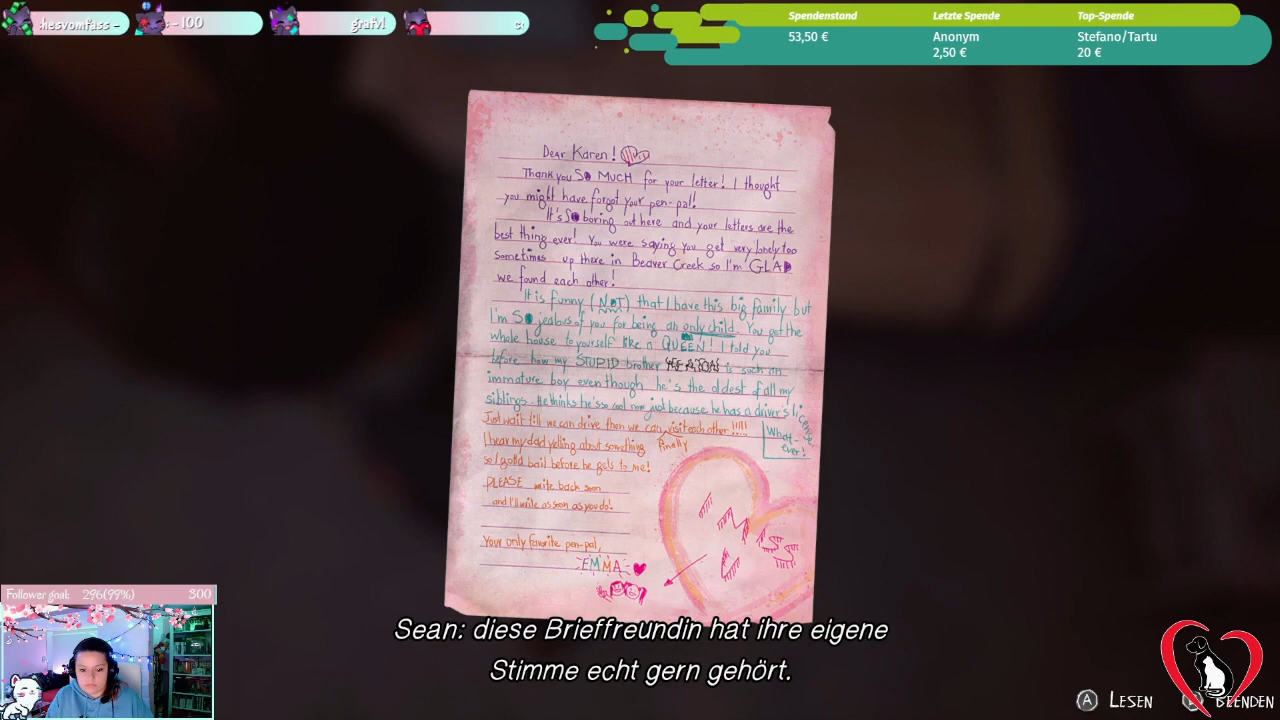 hesvomfass -
: - 100
gratvl
Spendenstand
Letzte Spende
Top-Spende
53,50 €
Anonym
Stefano/Tartu
2,50 €
20 €
Dear Karen!
Thank you SO MUCH for your letter! I thought
you might have forgot your pen-pal!
It's So boring out here and your letters are the
best thing ever! You were saying you get very lonely too
sometimes up there in Beaver Creek so I'm GLAD
we found each other!
It is funny (NOT) that I have this big family but
I'm SO jealous of you for being an only child. You get the
whole house to yourself like a QUEEN! I told you
before how my STUPID brother is such an
immature boy even though he's the oldest of all my
siblings. He thinks he's so cool now just because he has a driver's license
What-
ever!
Just wait till we can drive then we can visit each other!!!!!
finally
I hear my dad yelling about something
so I gotta bail before he gets to me!
PLEASE write back soon
and I'll write as soon as you do!
Your only favorite pen-pal,
EMMA
MISS
Follower goal: 296(99%) 300
Sean: diese Brieffreundin hat ihre eigene
Stimme echt gern gehört.
A LESEN
BEENDEN